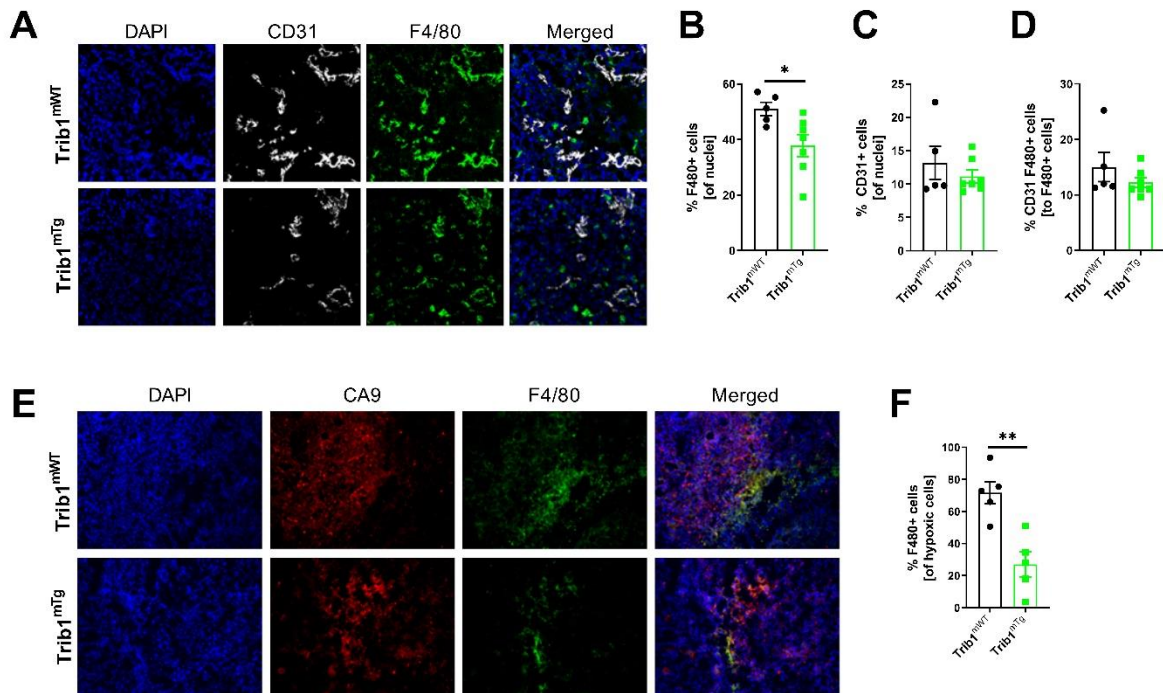 A
DAPI CD31 F4/80 Merged
Trib1mWT
Trib1mTg
B
*
% F480+ cells
[of nuclei]
60
40
20
0
Trib1mWT
Trib1mTg
C
% CD31+ cells
[of nuclei]
25
20
15
10
5
0
Trib1mWT
Trib1mTg
D
% CD31 F480+ cells
[to F480+ cells]
30
20
10
0
Trib1mWT
Trib1mTg
E
DAPI CA9 F4/80 Merged
Trib1mWT
Trib1mTg
F
**
% F480+ cells
[of hypoxic cells]
100
80
60
40
20
0
Trib1mWT
Trib1mTg